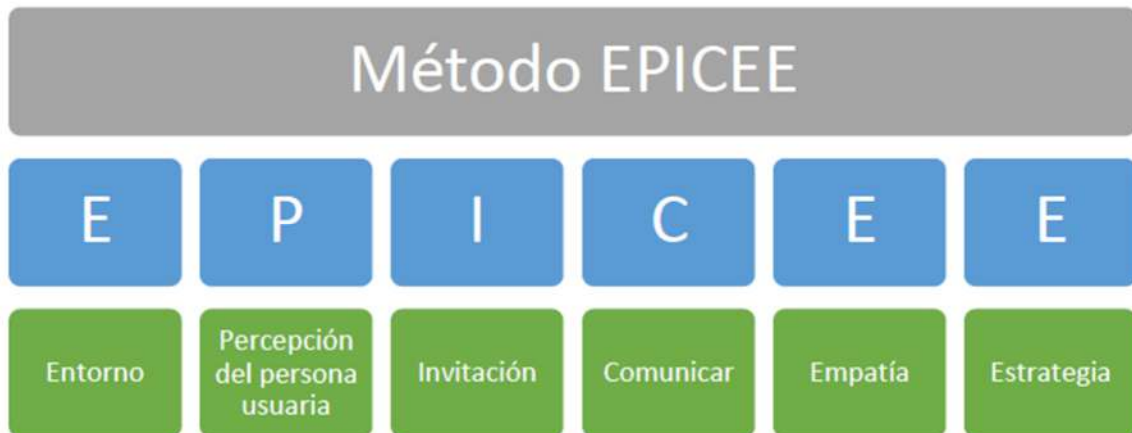 Método EPICEE
E P I C E E
Entorno
Percepción
del persona
usuaria
Invitación
Comunicar
Empatía
Estrategia